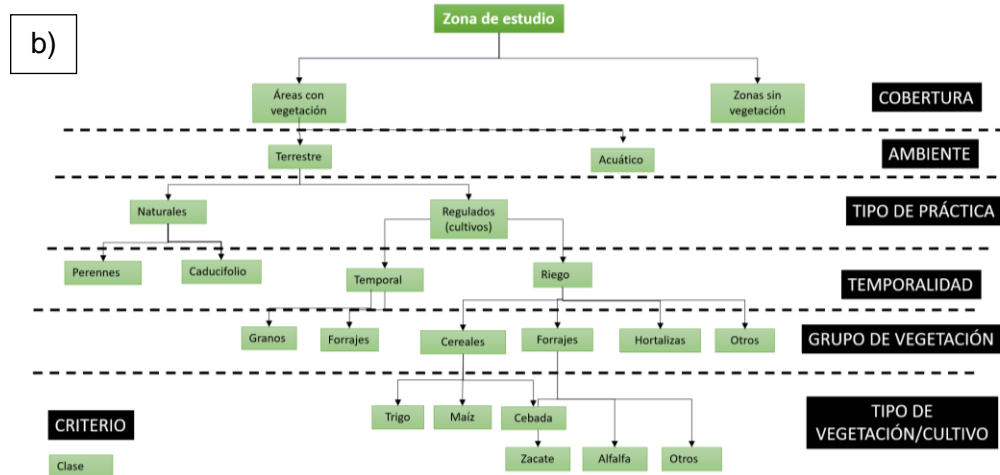 b)
Zona de estudio
Áreas con
vegetación
Zonas sin
vegetación
COBERTURA
Terrestre
Acuático
AMBIENTE
Naturales
Regulados
(cultivos)
TIPO DE PRÁCTICA
Perennes
Caducifolio
Temporal
Riego
TEMPORALIDAD
Granos
Forrajes
Cereales
Forrajes
Hortalizas
Otros
GRUPO DE VEGETACIÓN
Trigo
Maíz
Cebada
TIPO DE
VEGETACIÓN/CULTIVO
CRITERIO
Zacate
Alfalfa
Otros
Clase